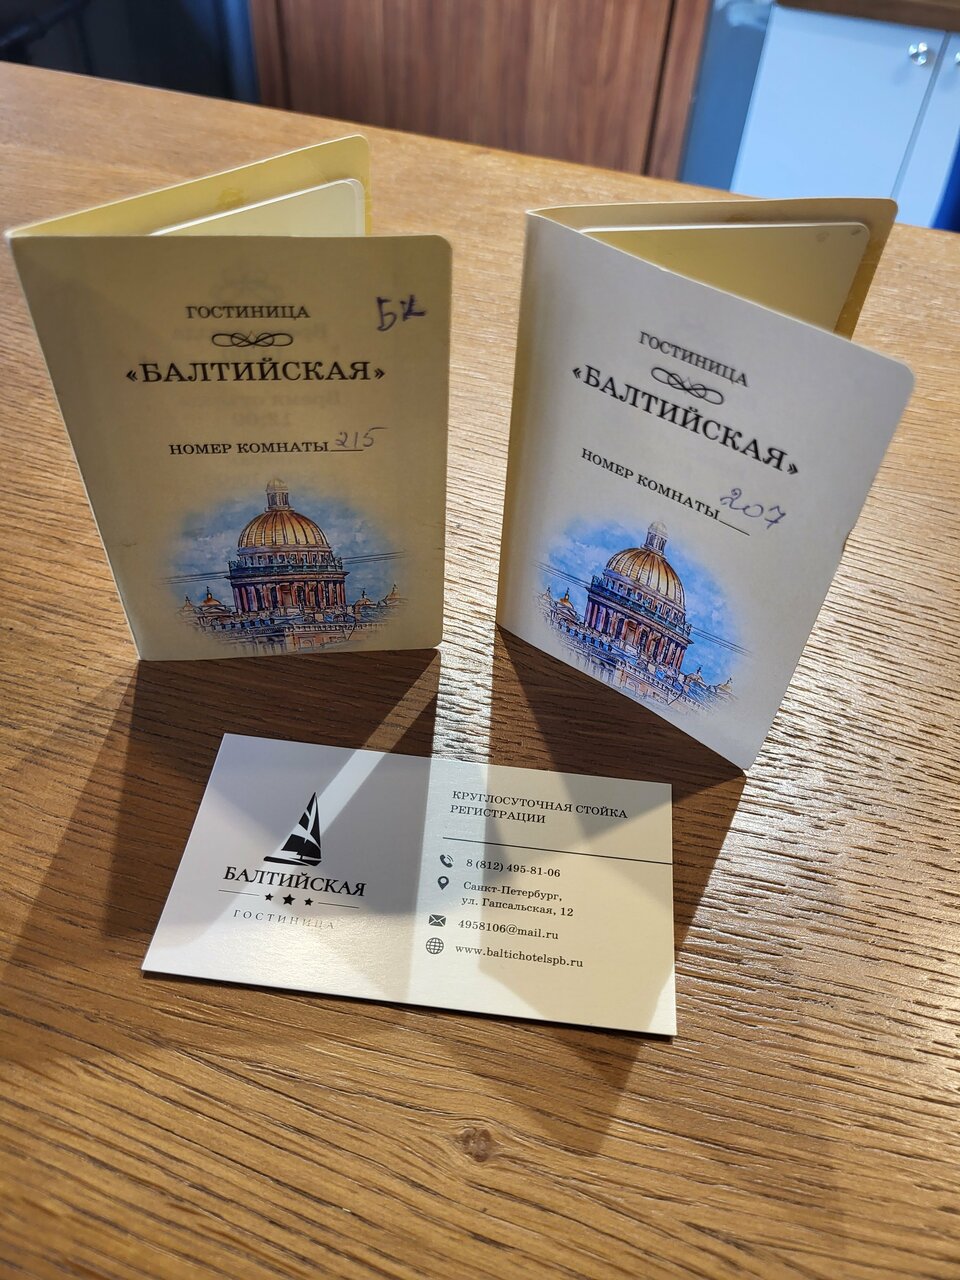 ГОСТИНИЦА
«БАЛТИЙСКАЯ»
НОМЕР КОМНАТЫ 215
ГОСТИНИЦА
«БАЛТИЙСКАЯ»
НОМЕР КОМНАТЫ 207
БАЛТИЙСКАЯ
ГОСТИНИЦА
КРУГЛОСУТОЧНАЯ СТОЙКА
РЕГИСТРАЦИИ
8 (812) 495-81-06
Санкт-Петербург,
ул. Гапсальская, 12
4958106@mail.ru
www.baltichotelspb.ru